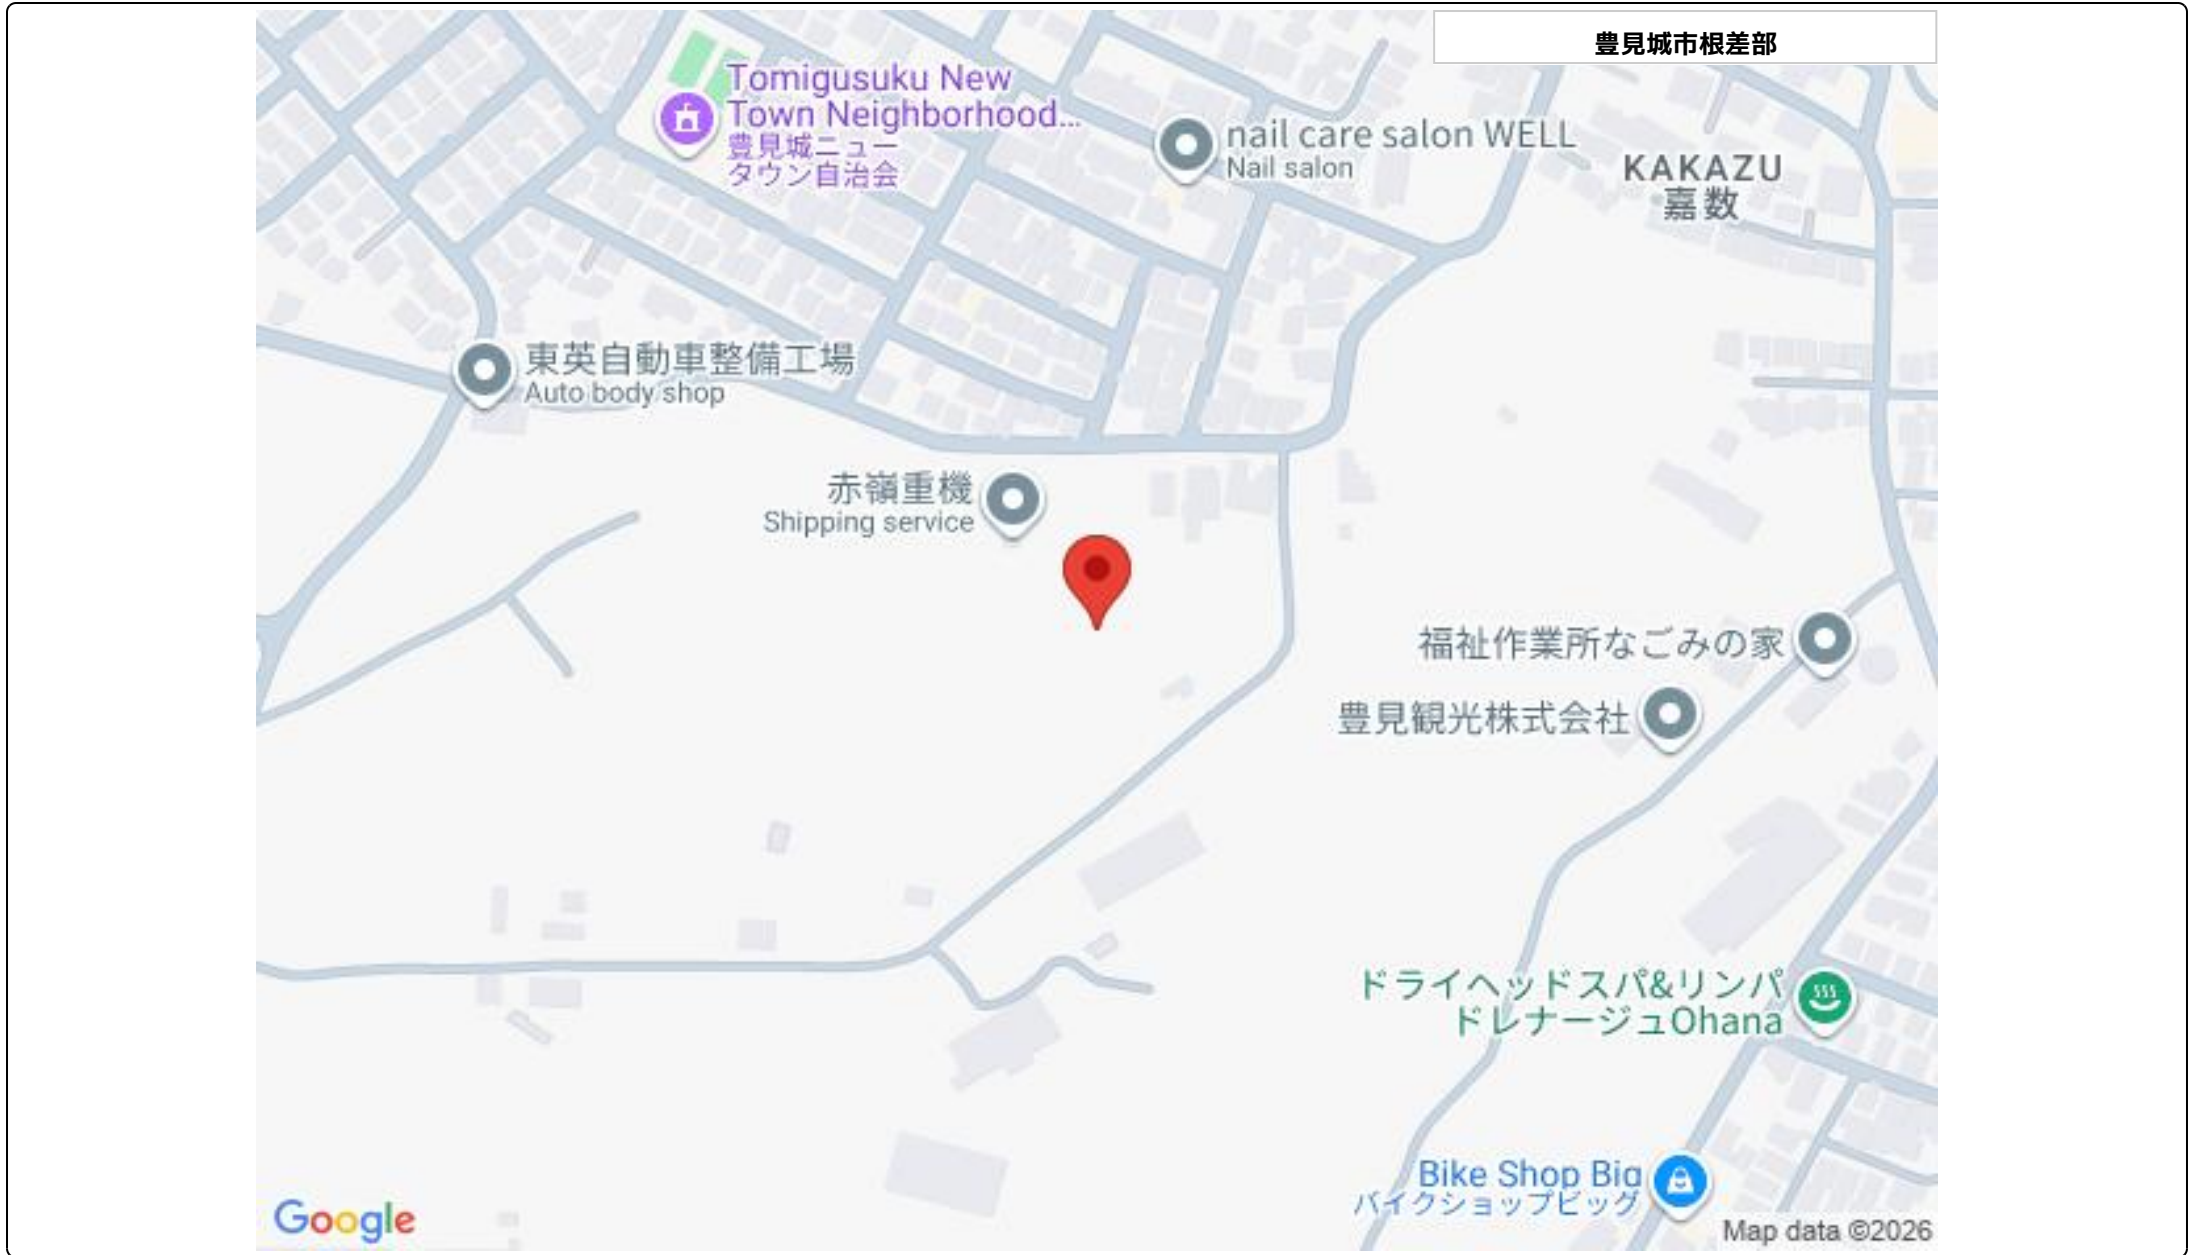 豊見城市根差部
Tomigusuku New
Town Neighborhood...
豊見城ニュー
タウン自治会
nail care salon WELL
Nail salon
KAKAZU
嘉数
東英自動車整備工場
Auto body shop
赤嶺重機
Shipping service
福祉作業所なごみの家
豊見観光株式会社
ドライヘッドスパ&リンパ
ドレナージュOhana
Bike Shop Big
バイクショップビッグ
Google
Map data ©2026